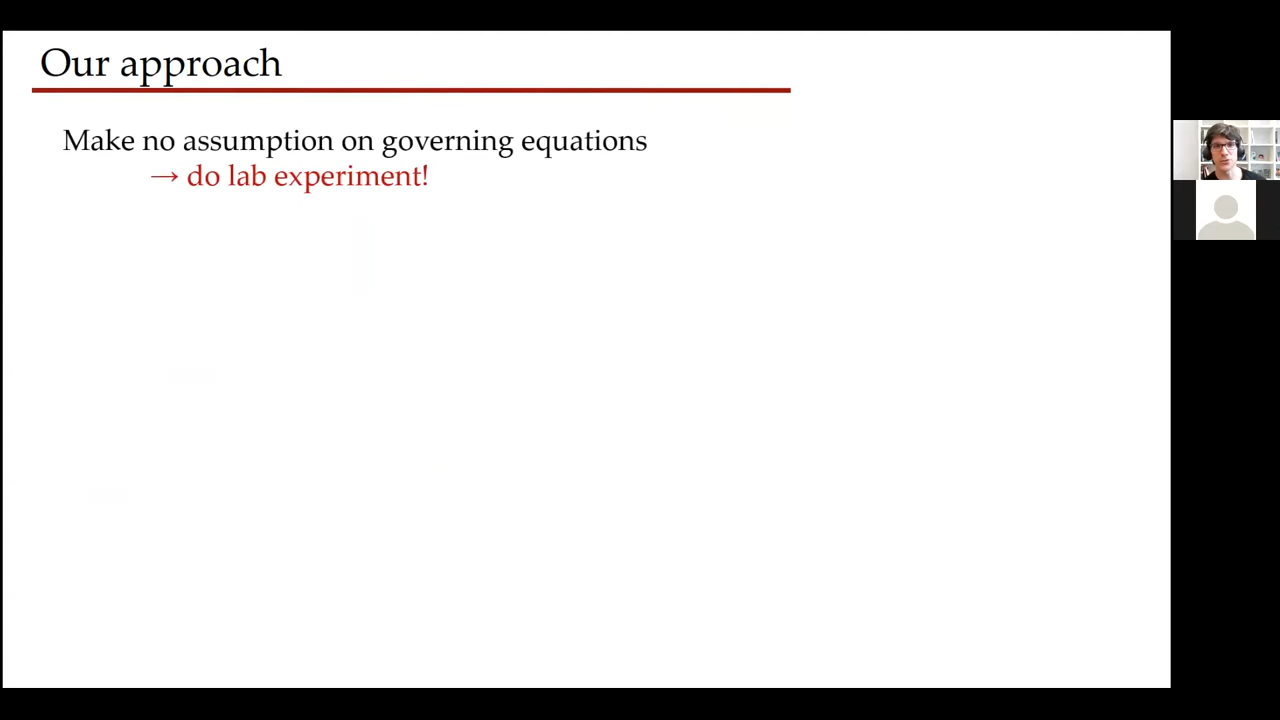 Our approach
Make no assumption on governing equations
→ do lab experiment!